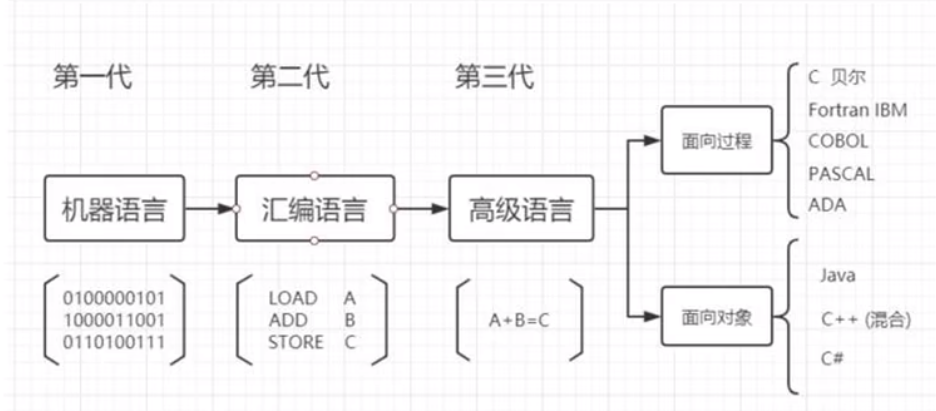 第一代
第二代
第三代
机器语言
汇编语言
高级语言
0100000101
1000011001
0110100111
LOAD A
ADD B
STORE C
A+B=C
面向过程
C 贝尔
Fortran IBM
COBOL
PASCAL
ADA
面向对象
Java
C++ (混合)
C#